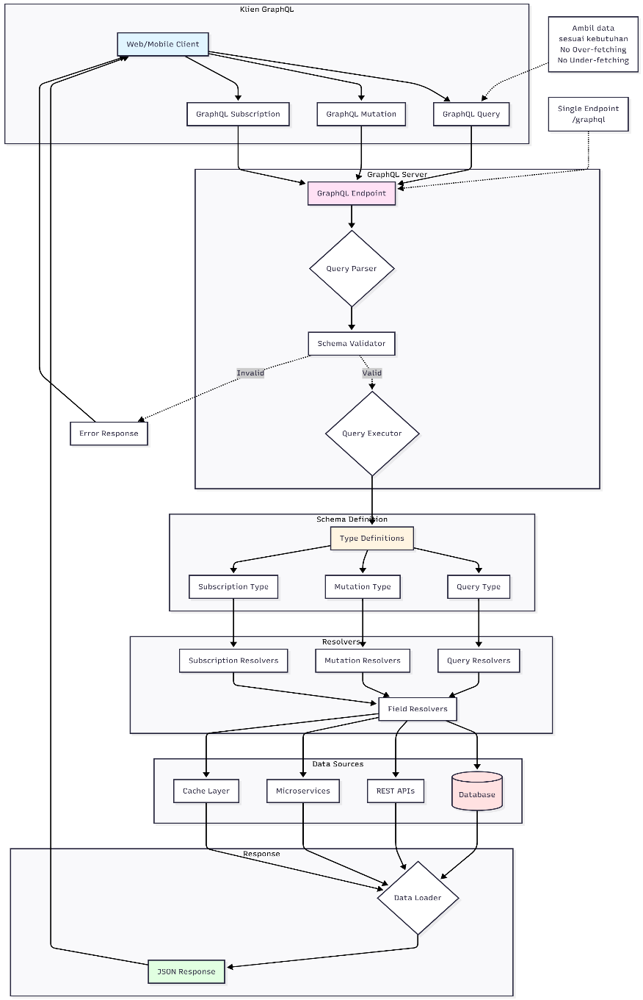 Klien GraphQL
Web/Mobile Client
Ambil data
sesuai kebutuhan
No Over-fetching
No Under-fetching
GraphQL Subscription
GraphQL Mutation
GraphQL Query
Single Endpoint
/graphql
GraphQL Server
GraphQL Endpoint
Query Parser
Schema Validator
Invalid
Valid
Error Response
Query Executor
Schema Definition
Type Definitions
Subscription Type
Mutation Type
Query Type
Resolvers
Subscription Resolvers
Mutation Resolvers
Query Resolvers
Field Resolvers
Data Sources
Cache Layer
Microservices
REST APIs
Database
Response
Data Loader
JSON Response